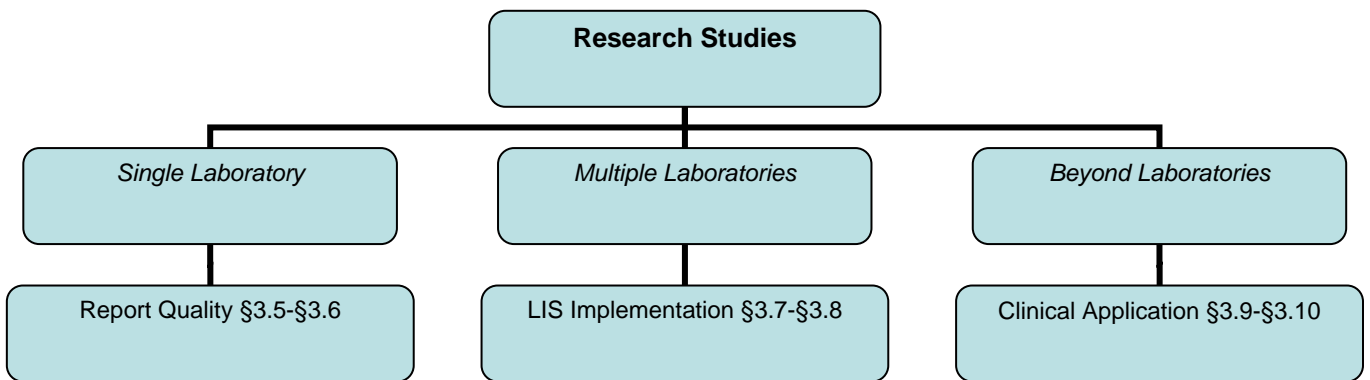 Research Studies
Single Laboratory
Multiple Laboratories
Beyond Laboratories
Report Quality §3.5-§3.6
LIS Implementation §3.7-§3.8
Clinical Application §3.9-§3.10